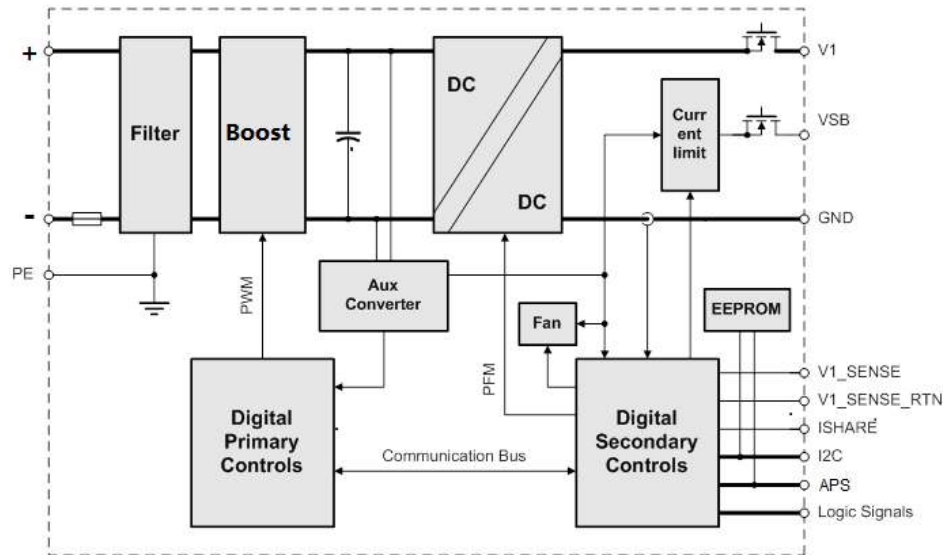 +
V1
DC
Curr
ent
limit
VSB
Filter
Boost
DC
-
GND
PE
PWM
Aux
Converter
EEPROM
Fan
PFM
V1_SENSE
V1_SENSE_RTN
Digital
Primary
Controls
Digital
Secondary
Controls
ISHARE
Communication Bus
I2C
APS
Logic Signals